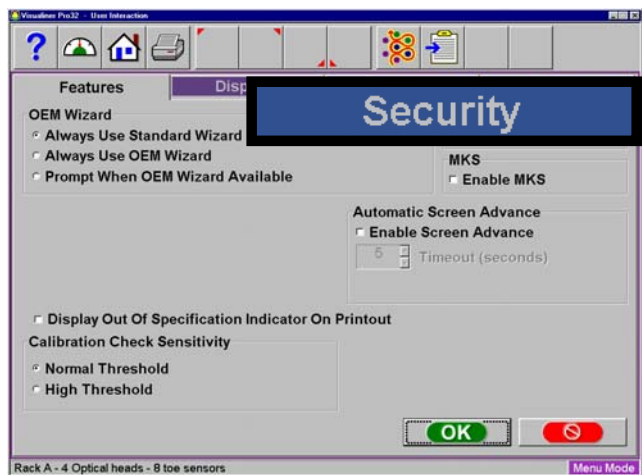 Visualiner Pro32 - User Interaction
?
Features
Disp
Security
OEM Wizard
Always Use Standard Wizard
Always Use OEM Wizard
Prompt When OEM Wizard Available
MKS
Enable MKS
Automatic Screen Advance
Enable Screen Advance
5 Timeout (seconds)
Display Out Of Specification Indicator On Printout
Calibration Check Sensitivity
Normal Threshold
High Threshold
OK
Rack A - 4 Optical heads - 8 toe sensors
Menu Mode